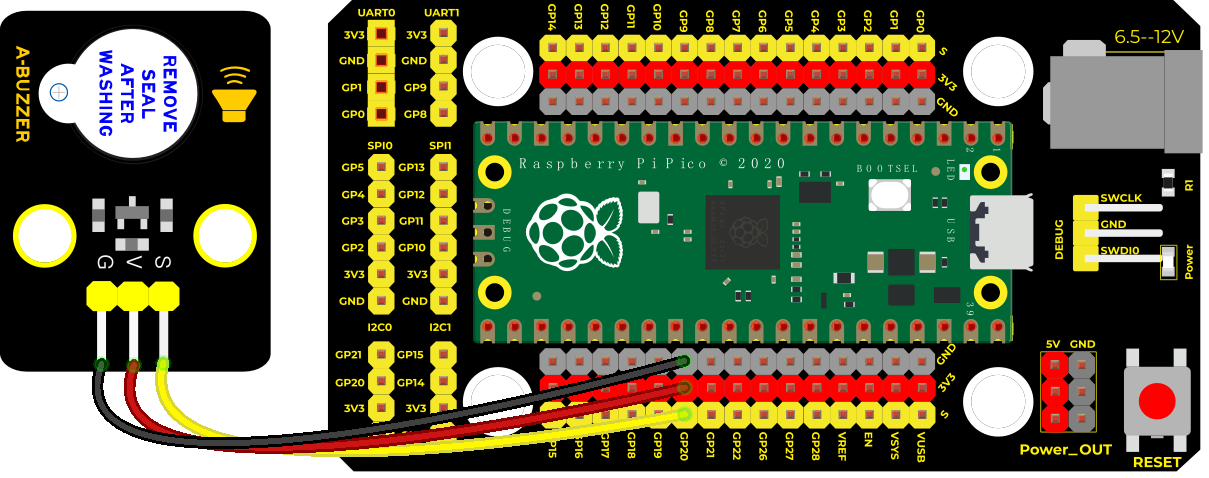 A-BUZZER
REMOVE
SEAL
AFTER
WASHING
G V S
UART0 UART1
3V3 3V3
GND GND
GP1 GP9
GP0 GP8
SPI0 SPI1
GP5 GP13
GP4 GP12
GP3 GP11
GP2 GP10
3V3 3V3
GND GND
I2C0 I2C1
GP21 GP15
GP20 GP14
3V3 3V3
GP14 GP13 GP12 GP11 GP10 GP9 GP8 GP7 GP6 GP5 GP4 GP3 GP2 GP1 GP0
S
3V3
GND
Raspberry Pi Pico © 2020
BOOTSEL
LED
2 1
DEBUG
USB
39
GND
3V3
S
GP15 GP16 GP17 GP18 GP19 GP20 GP21 GP22 GP26 GP27 GP28 VREF EN VSYS VUSB
6.5--12V
R1
DEBUG
SWCLK
GND
SWDI0
Power
5V GND
Power_OUT
RESET